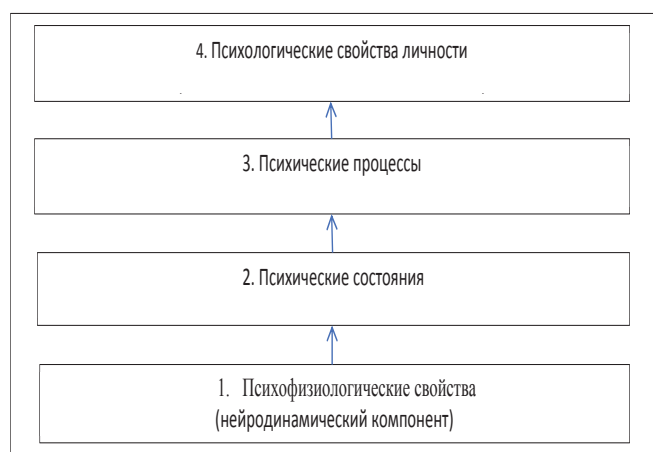 4. Психологические свойства личности
3. Психические процессы
2. Психические состояния
1. Психофизиологические свойства
(нейродинамический компонент)